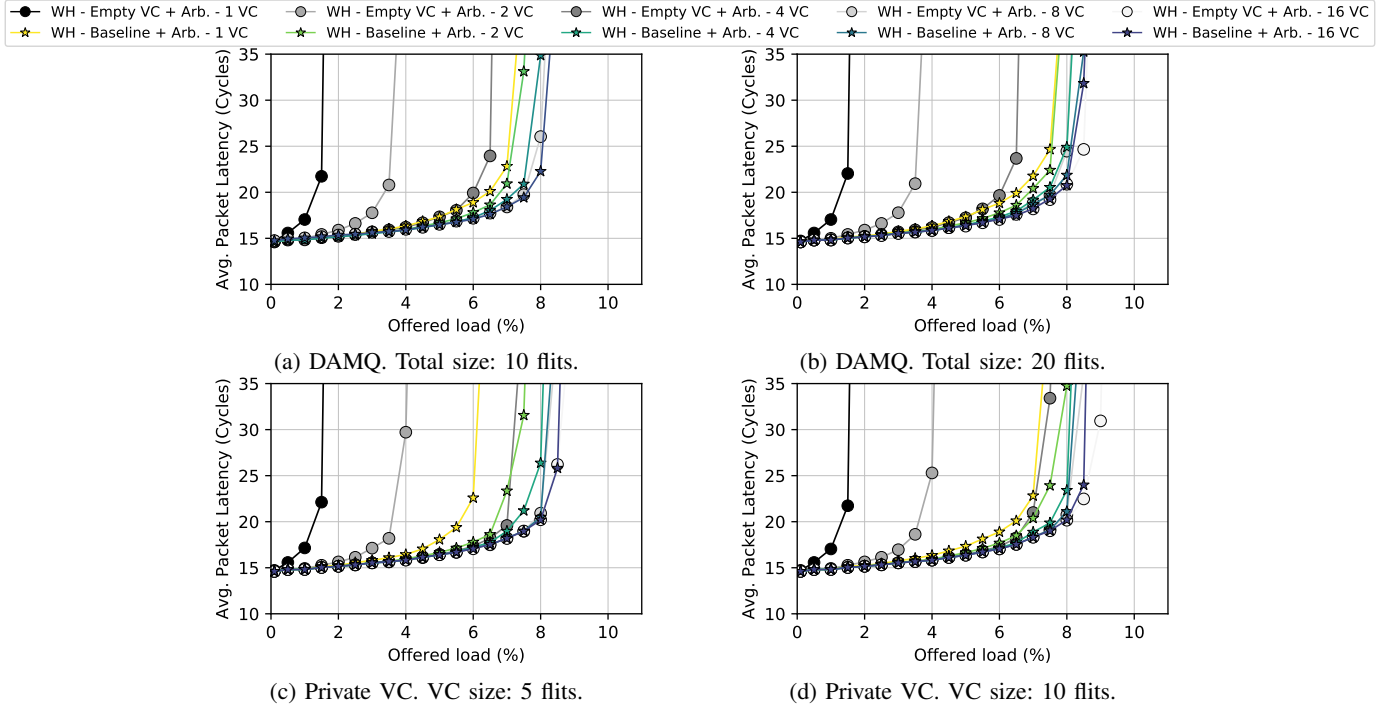 WH - Empty VC + Arb. - 1 VC WH - Empty VC + Arb. - 2 VC WH - Empty VC + Arb. - 4 VC WH - Empty VC + Arb. - 8 VC WH - Empty VC + Arb. - 16 VC
WH - Baseline + Arb. - 1 VC WH - Baseline + Arb. - 2 VC WH - Baseline + Arb. - 4 VC WH - Baseline + Arb. - 8 VC WH - Baseline + Arb. - 16 VC
Avg. Packet Latency (Cycles)
35
30
25
20
15
10
0 2 4 6 8 10
Offered load (%)
(a) DAMQ. Total size: 10 flits.
Avg. Packet Latency (Cycles)
35
30
25
20
15
10
0 2 4 6 8 10
Offered load (%)
(b) DAMQ. Total size: 20 flits.
Avg. Packet Latency (Cycles)
35
30
25
20
15
10
0 2 4 6 8 10
Offered load (%)
(c) Private VC. VC size: 5 flits.
Avg. Packet Latency (Cycles)
35
30
25
20
15
10
0 2 4 6 8 10
Offered load (%)
(d) Private VC. VC size: 10 flits.